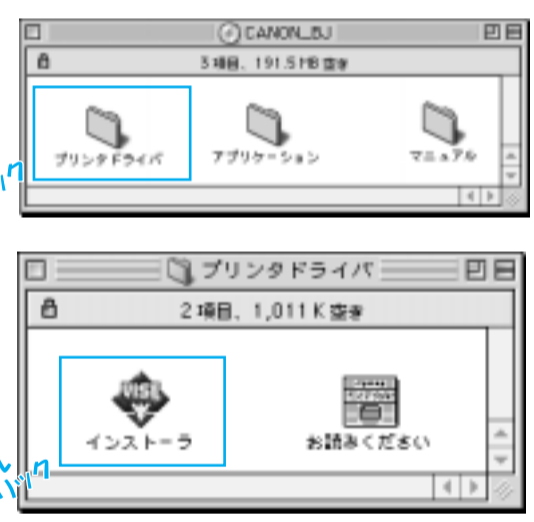 CANON_BJ
3 項目、191.5 MB 空き
プリンタドライバ
アプリケーション
マニュアル
ック
プリンタドライバ
2 項目、1,011 K 空き
VISE
インストーラ
お読みください